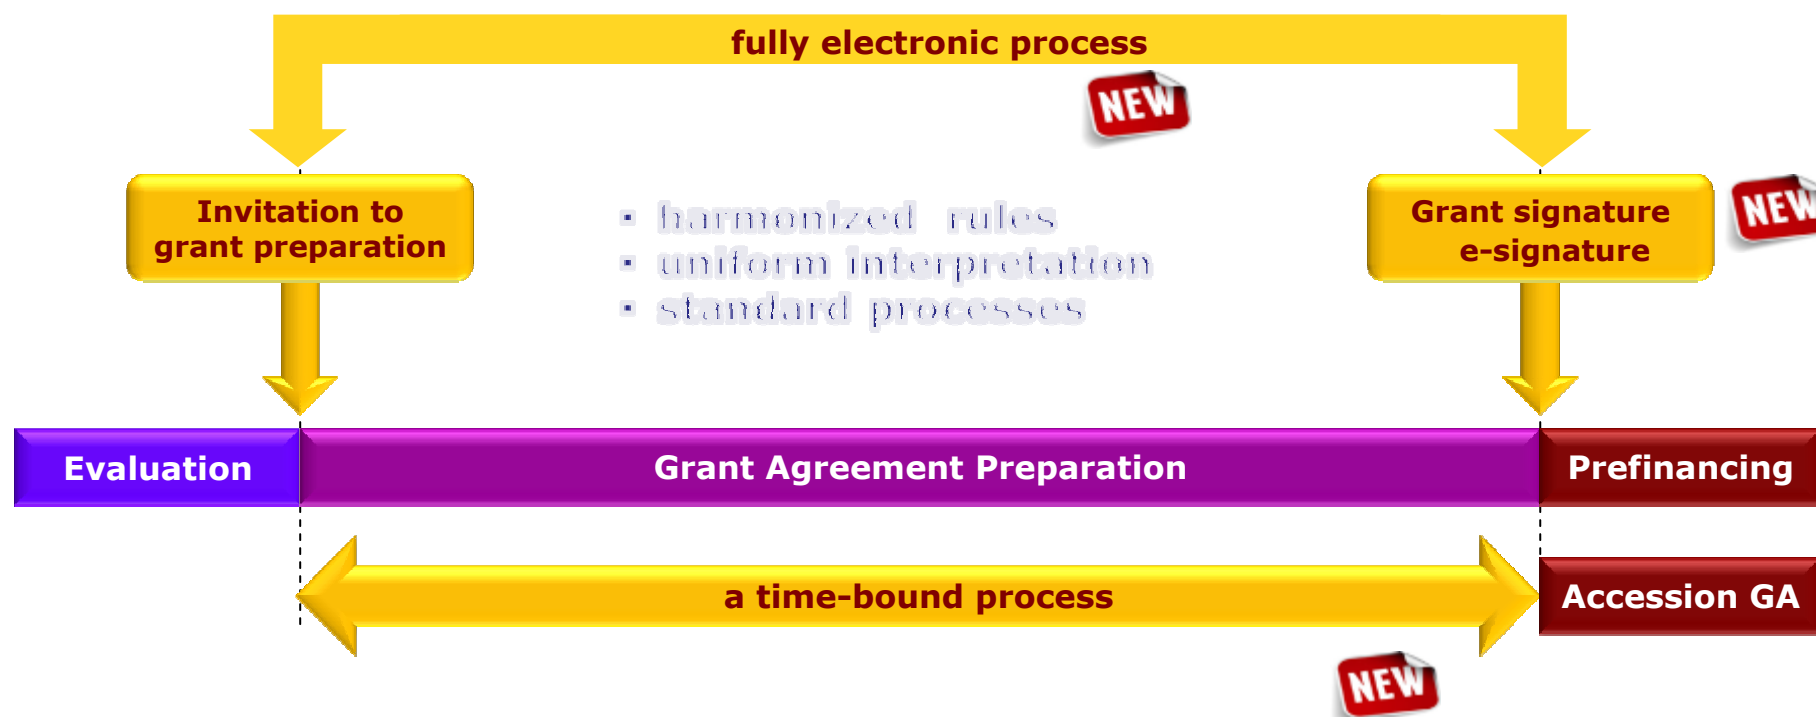 fully electronic process
NEW
Invitation to
grant preparation
▪ harmonized rules
▪ uniform interpretation
▪ standard processes
Grant signature
e-signature
NEW
Evaluation
Grant Agreement Preparation
Prefinancing
a time-bound process
Accession GA
NEW